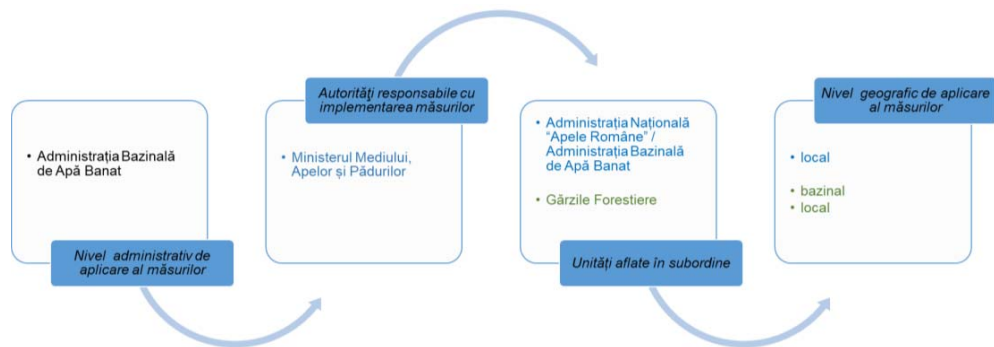 • Administrația Bazinală
de Apă Banat
Nivel administrativ de
aplicare al măsurilor
Autorităţi responsabile cu
implementarea măsurilor
• Ministerul Mediului,
Apelor și Pădurilor
• Administrația Națională
“Apele Române” /
Administrația Bazinală
de Apă Banat
• Gărzile Forestiere
Unități aflate în subordine
Nivel geografic de aplicare
al măsurilor
• local
• bazinal
• local